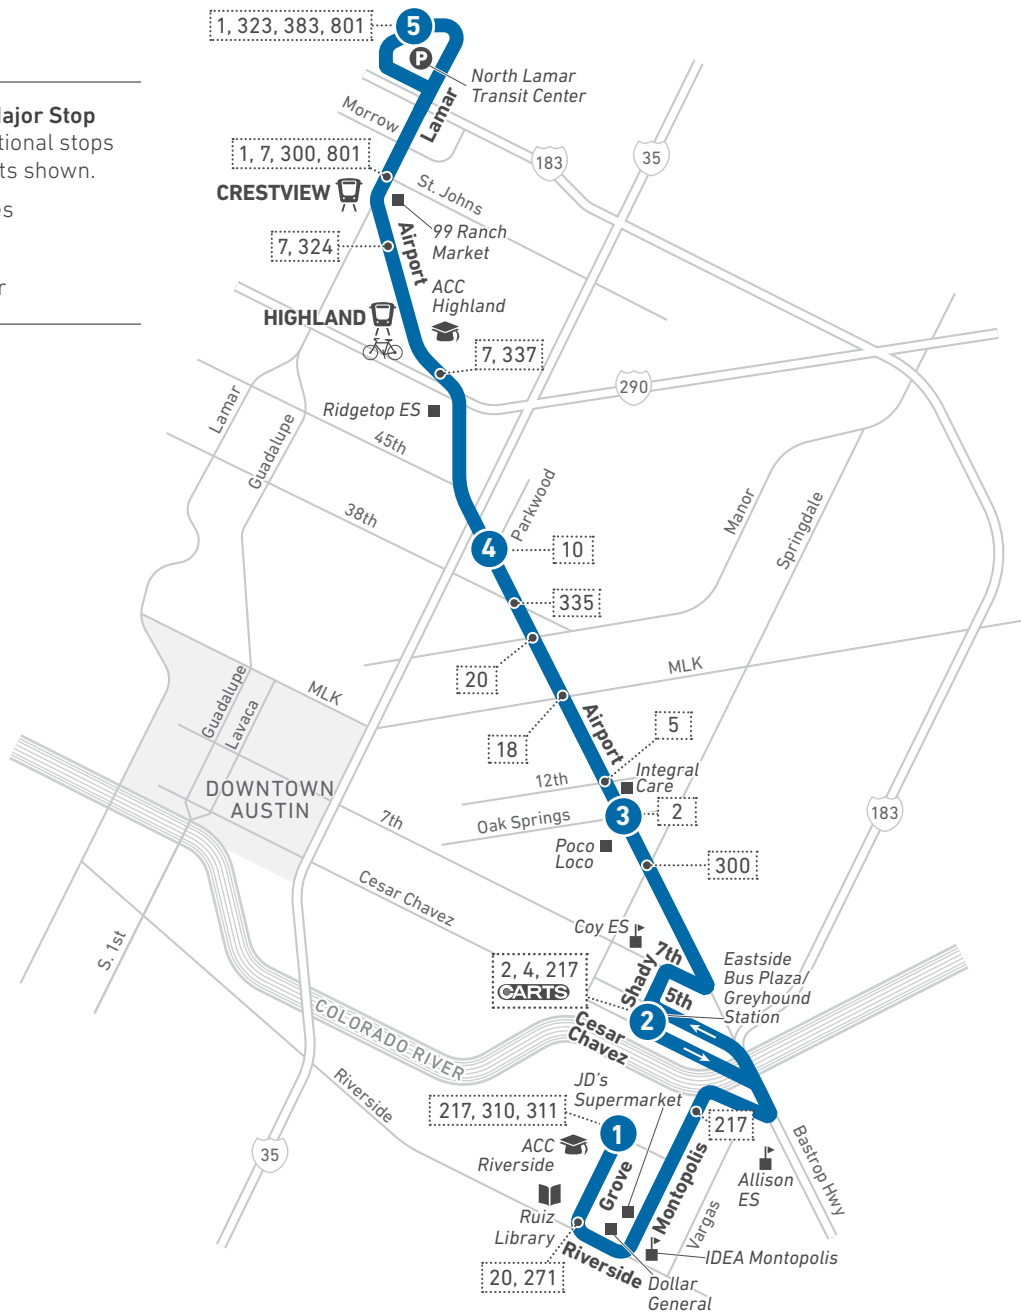 1, 323, 383, 801
5
P
North Lamar
Transit Center
Major Stop
tional stops
ts shown.
Lamar
Morrow
1, 7, 300, 801
183
35
CRESTVIEW
St. Johns
99 Ranch
Market
7, 324
Airport
ACC
Highland
HIGHLAND
7, 337
290
Ridgetop ES
Lamar
Guadalupe
45th
38th
Parkwood
Manor
Springdale
4
10
335
20
MLK
MLK
Guadalupe
Lavaca
18
Airport
5
DOWNTOWN
AUSTIN
12th
Integral
Care
Oak Springs
3
2
183
7th
Poco
Loco
300
Cesar Chavez
Coy ES
7th
S. 1st
2, 4, 217
CARTS
Shady
5th
Eastside
Bus Plaza/
Greyhound
Station
2
Cesar
Chavez
COLORADO RIVER
Riverside
JD's
Supermarket
217, 310, 311
1
217
35
ACC
Riverside
Grove
Montopolis
Allison
ES
Bastrop Hwy
Ruiz
Library
Vargas
IDEA Montopolis
20, 271
Riverside
Dollar
General